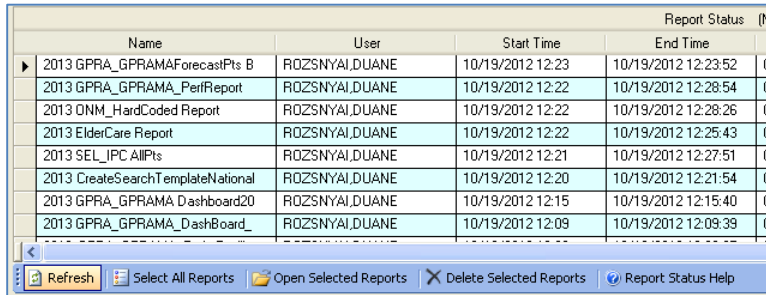 Report Status
Name User Start Time End Time
2013 GPRA_GPRAMAForecastPts B ROZSNYAI,DUANE 10/19/2012 12:23 10/19/2012 12:23:52
2013 GPRA_GPRAMA_PerfReport ROZSNYAI,DUANE 10/19/2012 12:22 10/19/2012 12:28:54
2013 ONM_HardCoded Report ROZSNYAI,DUANE 10/19/2012 12:22 10/19/2012 12:28:26
2013 ElderCare Report ROZSNYAI,DUANE 10/19/2012 12:22 10/19/2012 12:25:43
2013 SEL_IPC AllPts ROZSNYAI,DUANE 10/19/2012 12:21 10/19/2012 12:27:51
2013 CreateSearchTemplateNational ROZSNYAI,DUANE 10/19/2012 12:20 10/19/2012 12:21:54
2013 GPRA_GPRAMA Dashboard20 ROZSNYAI,DUANE 10/19/2012 12:15 10/19/2012 12:15:40
2013 GPRA_GPRAMA_DashBoard_ ROZSNYAI,DUANE 10/19/2012 12:09 10/19/2012 12:09:39
Refresh Select All Reports Open Selected Reports Delete Selected Reports Report Status Help